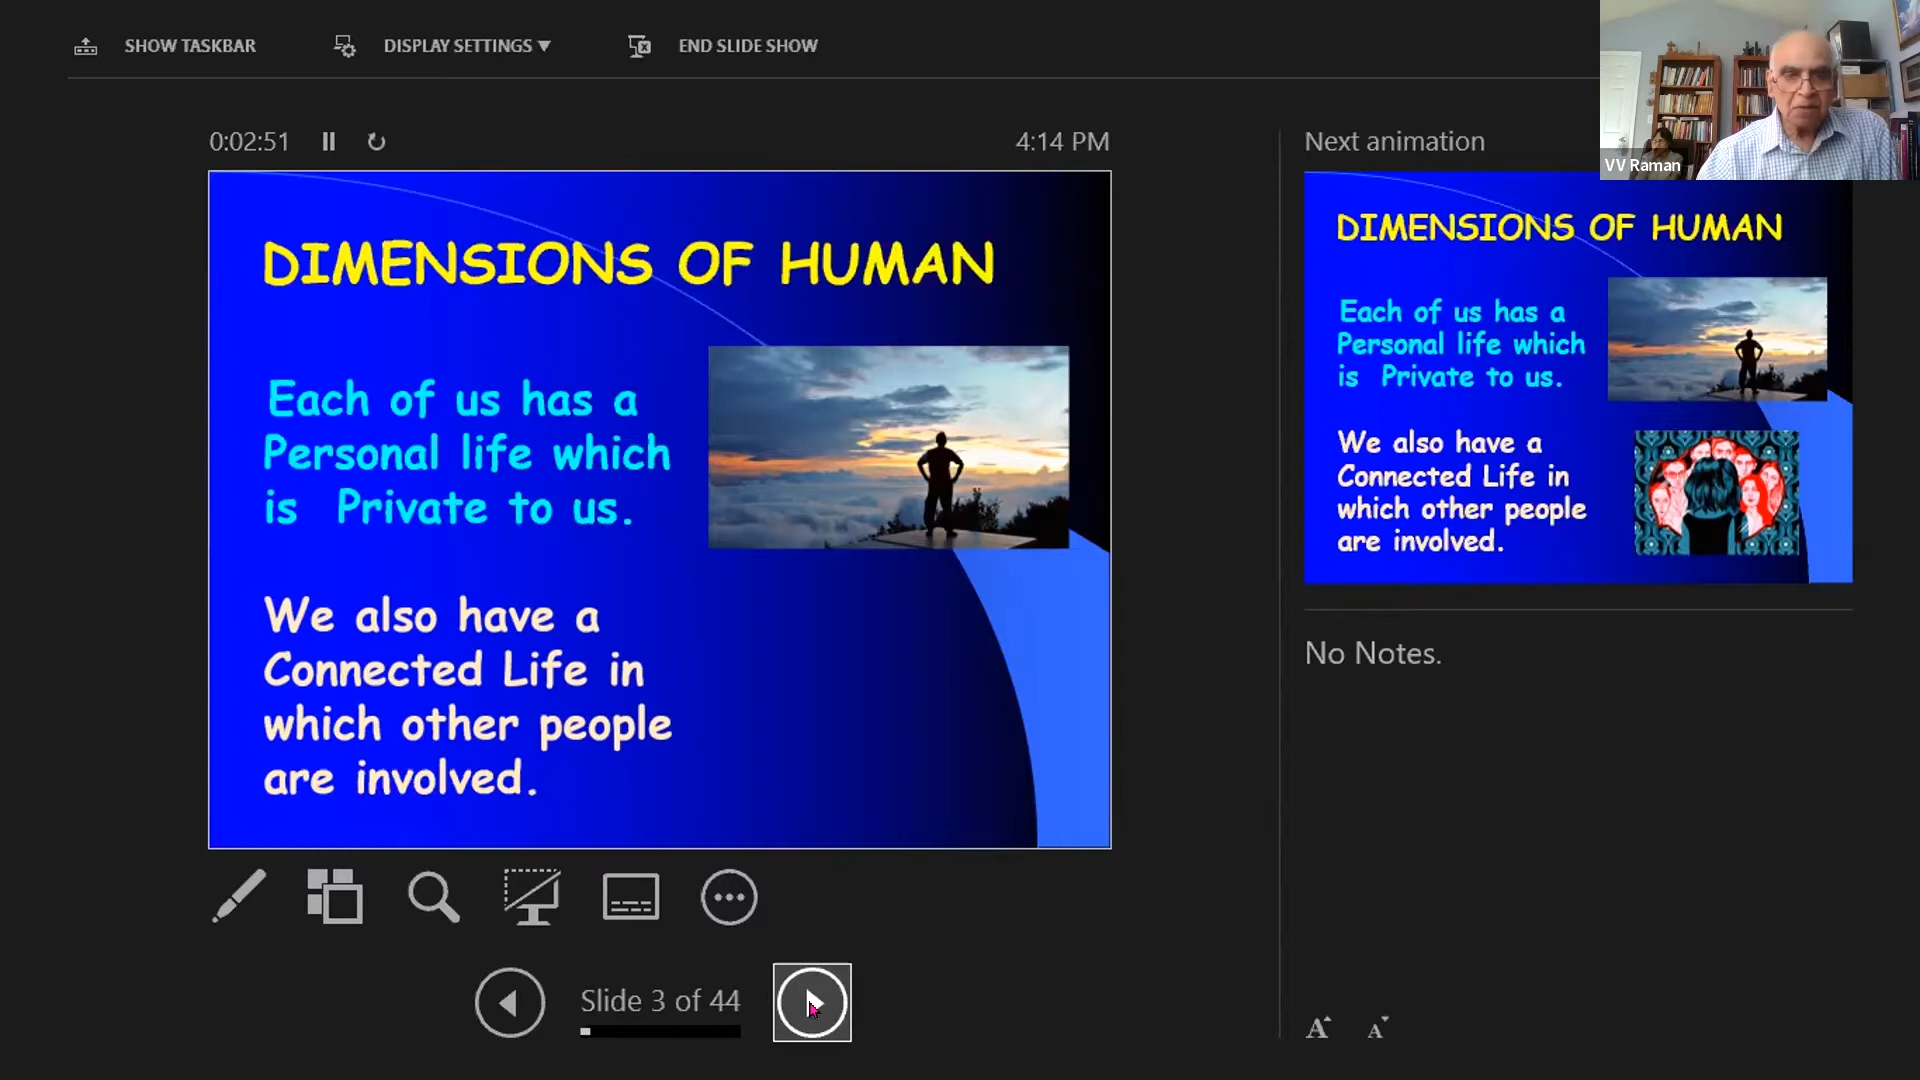 SHOW TASKBAR
DISPLAY SETTINGS ▼
END SLIDE SHOW
VV Raman
0:02:51
4:14 PM
Next animation
DIMENSIONS OF HUMAN
Each of us has a
Personal life which
is Private to us.
We also have a
Connected Life in
which other people
are involved.
DIMENSIONS OF HUMAN
Each of us has a
Personal life which
is Private to us.
We also have a
Connected Life in
which other people
are involved.
No Notes.
Slide 3 of 44
A A